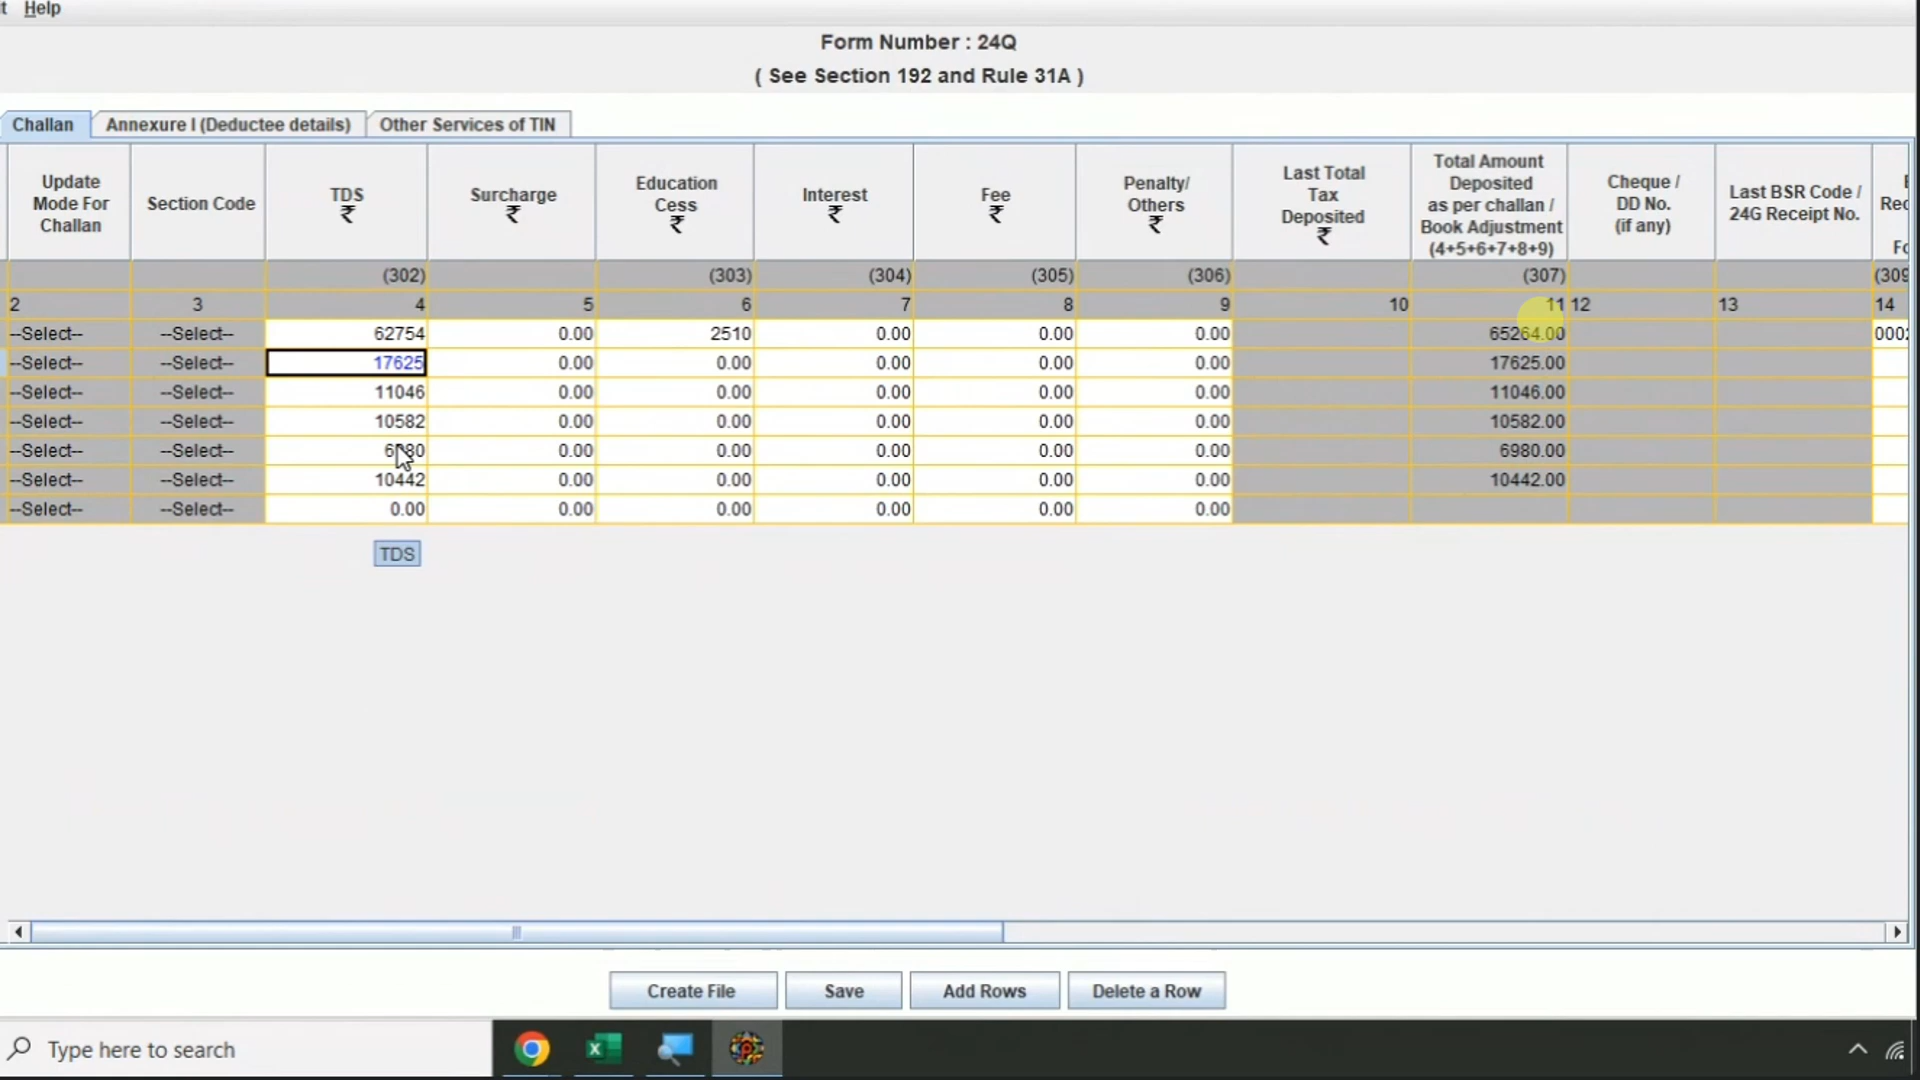 t Help
Form Number : 24Q
( See Section 192 and Rule 31A )
Challan Annexure I (Deductee details) Other Services of TIN
Update Mode For Challan Section Code TDS ₹ Surcharge ₹ Education Cess ₹ Interest ₹ Fee ₹ Penalty/ Others ₹ Last Total Tax Deposited ₹ Total Amount Deposited as per challan / Book Adjustment (4+5+6+7+8+9) Cheque / DD No. (if any) Last BSR Code / 24G Receipt No.
(302) (303) (304) (305) (306) (307) (309
2 3 4 5 6 7 8 9 10 11 12 13 14
--Select-- --Select-- 62754 0.00 2510 0.00 0.00 0.00 65264.00 0002
--Select-- --Select-- 17625 0.00 0.00 0.00 0.00 0.00 17625.00
--Select-- --Select-- 11046 0.00 0.00 0.00 0.00 0.00 11046.00
--Select-- --Select-- 10582 0.00 0.00 0.00 0.00 0.00 10582.00
--Select-- --Select-- 6980 0.00 0.00 0.00 0.00 0.00 6980.00
--Select-- --Select-- 10442 0.00 0.00 0.00 0.00 0.00 10442.00
--Select-- --Select-- 0.00 0.00 0.00 0.00 0.00 0.00
TDS
Create File Save Add Rows Delete a Row
Type here to search